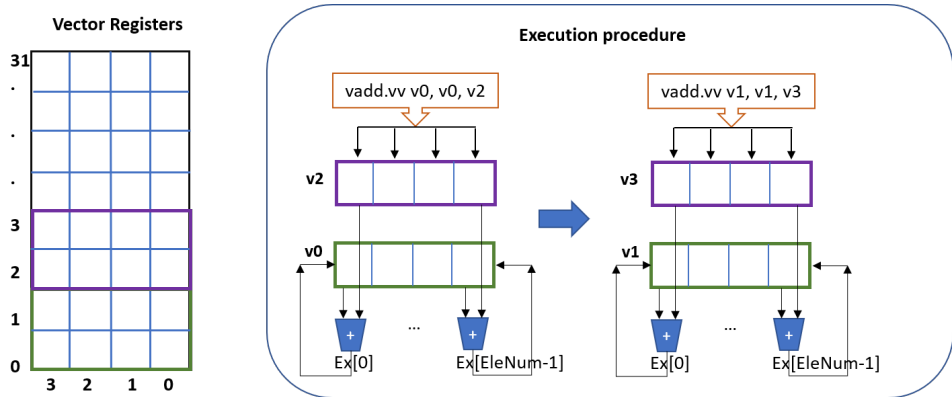 Vector Registers
31
.
.
.
3
2
1
0
3 2 1 0
Execution procedure
vadd.vv v0, v0, v2
v2
v0
+
...
+
Ex[0]
Ex[EleNum-1]
vadd.vv v1, v1, v3
v3
v1
+
...
+
Ex[0]
Ex[EleNum-1]